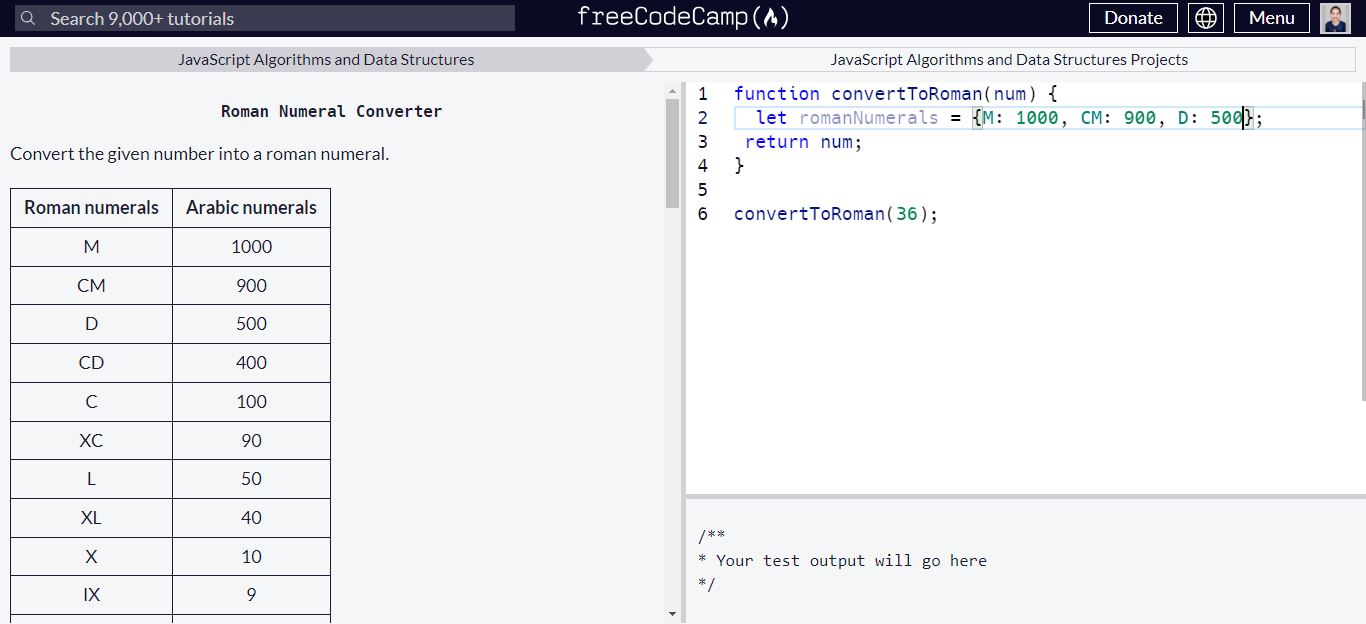 Search 9,000+ tutorials
freeCodeCamp
Donate
Menu
JavaScript Algorithms and Data Structures
JavaScript Algorithms and Data Structures Projects
Roman Numeral Converter
Convert the given number into a roman numeral.
Roman numerals Arabic numerals
M 1000
CM 900
D 500
CD 400
C 100
XC 90
L 50
XL 40
X 10
IX 9
1 function convertToRoman(num) {
2 let romanNumerals = {M: 1000, CM: 900, D: 500};
3 return num;
4 }
5
6 convertToRoman(36);
/**
* Your test output will go here
*/